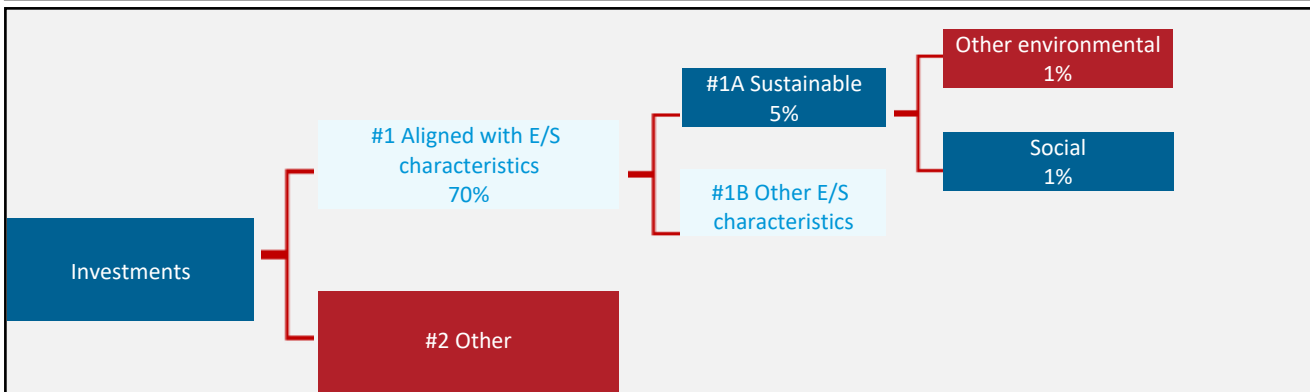 Other environmental
1%
#1A Sustainable
5%
#1 Aligned with E/S
characteristics
70%
Social
1%
#1B Other E/S
characteristics
Investments
#2 Other